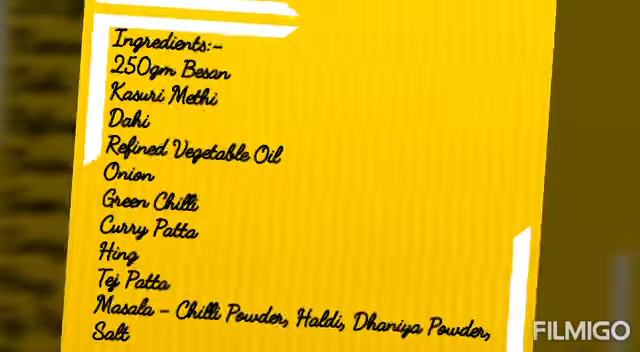 Ingredients:-
250gm Besan
Kasuri Methi
Dahi
Refined Vegetable Oil
Onion
Green Chilli
Curry Patta
Hing
Tej Patta
Masala - Chilli Powder, Haldi, Dhaniya Powder,
Salt
FILMIGO